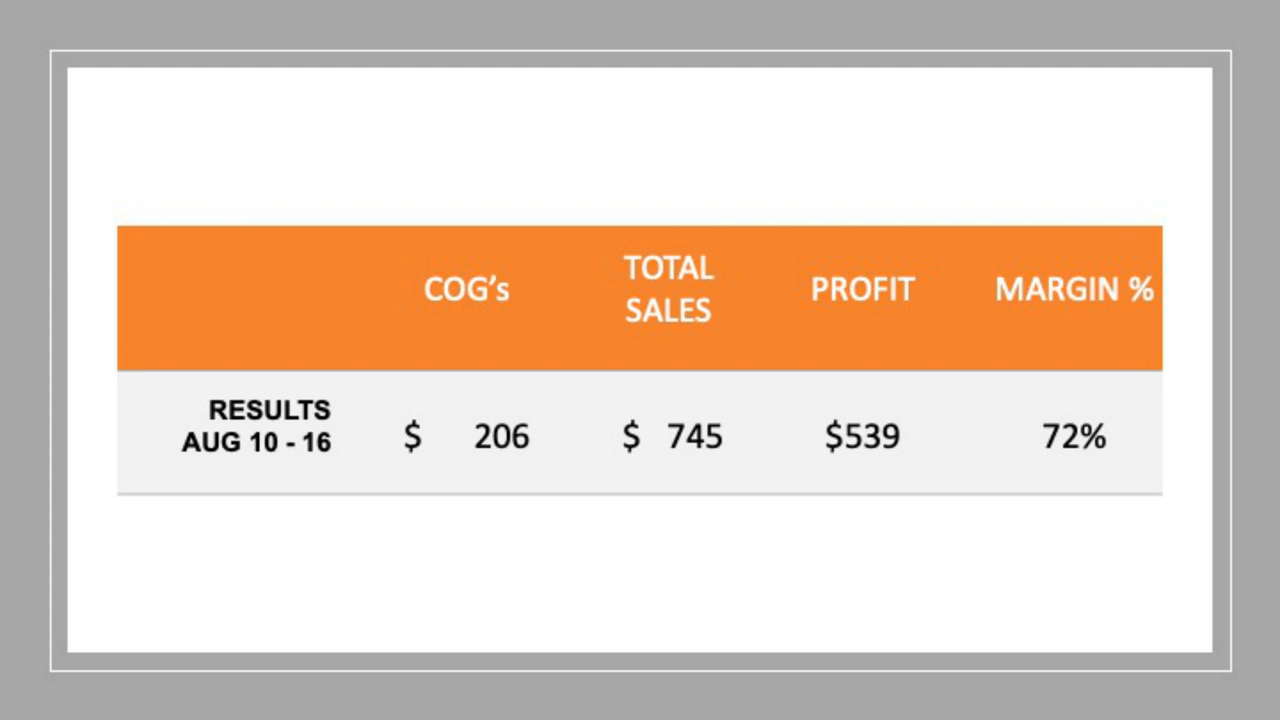 COG’s
TOTAL
SALES
PROFIT
MARGIN %
RESULTS
AUG 10 - 16
$ 206
$ 745
$539
72%